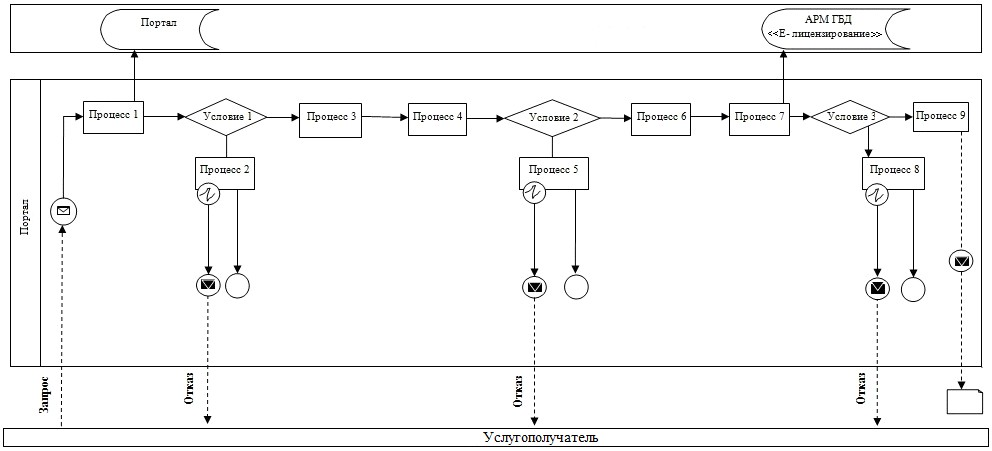 Портал
АРМ ГБД
<<Е- лицензирование>>
Портал
Процесс 1
Условие 1
Процесс 3
Процесс 4
Условие 2
Процесс 6
Процесс 7
Условие 3
Процесс 9
Процесс 2
Процесс 5
Процесс 8
Запрос
Отказ
Отказ
Отказ
Услугополучатель